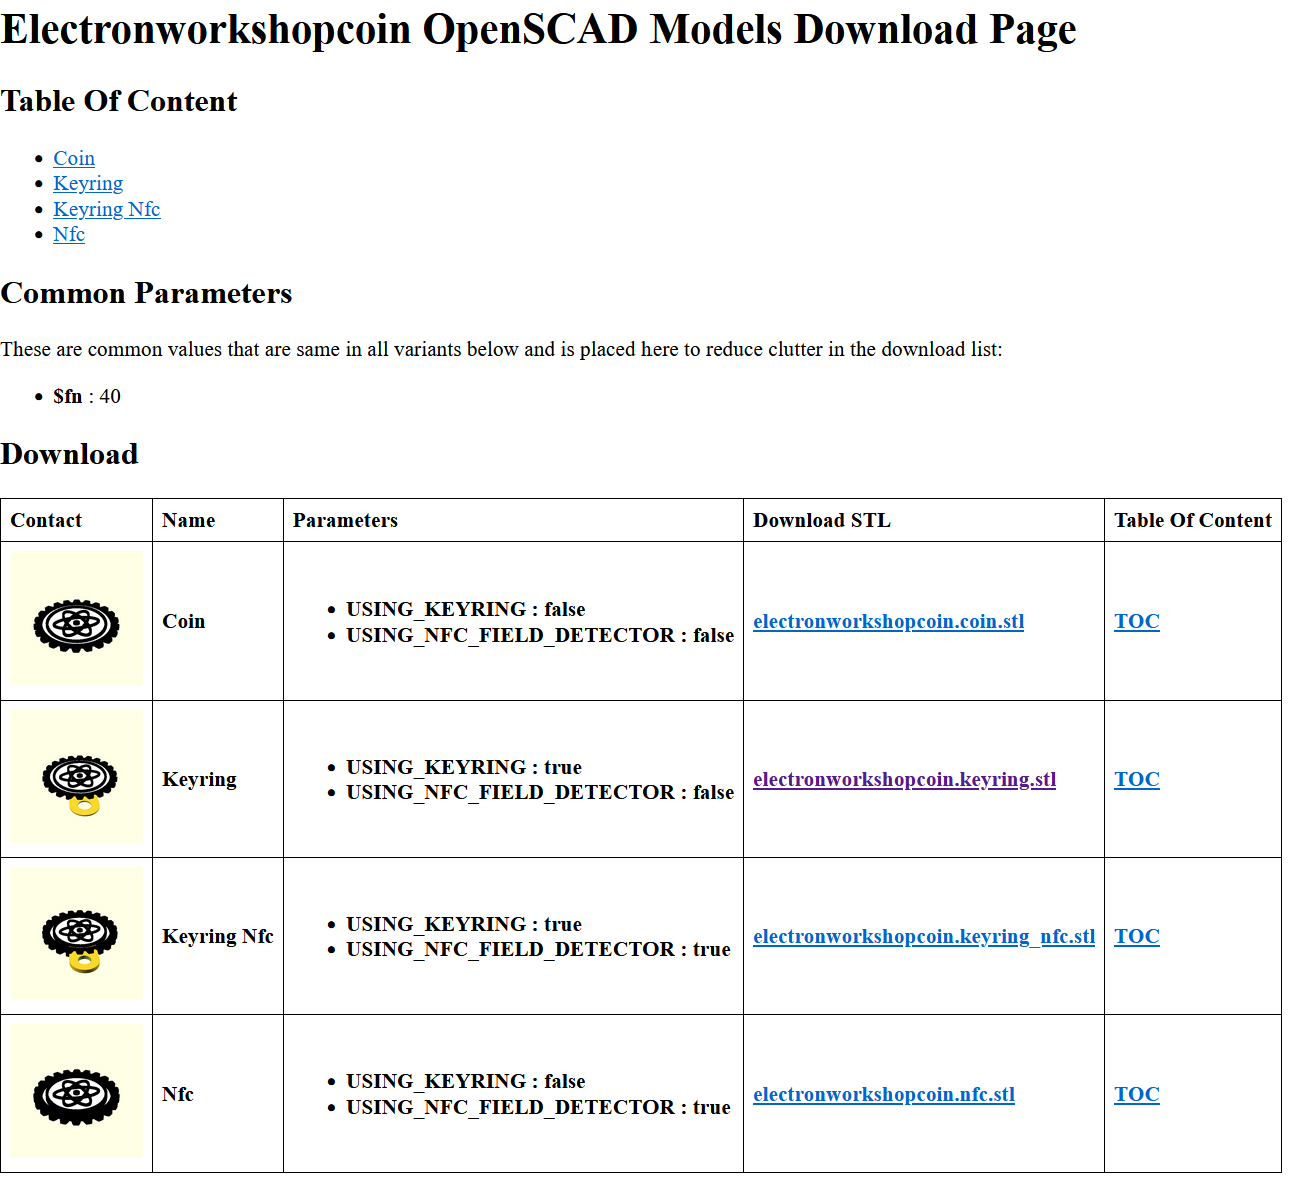 Electronworkshopcoin OpenSCAD Models Download Page
Table Of Content
Coin
Keyring
Keyring Nfc
Nfc
Common Parameters
These are common values that are same in all variants below and is placed here to reduce clutter in the download list:
$fn : 40
Download
Contact Name Parameters Download STL Table Of Content
USING_KEYRING : false
Coin electronworkshopcoin.coin.stl TOC
USING_NFC_FIELD_DETECTOR : false
USING_KEYRING : true
Keyring electronworkshopcoin.keyring.stl TOC
USING_NFC_FIELD_DETECTOR : false
USING_KEYRING : true
Keyring Nfc electronworkshopcoin.keyring_nfc.stl TOC
USING_NFC_FIELD_DETECTOR : true
USING_KEYRING : false
Nfc electronworkshopcoin.nfc.stl TOC
USING_NFC_FIELD_DETECTOR : true